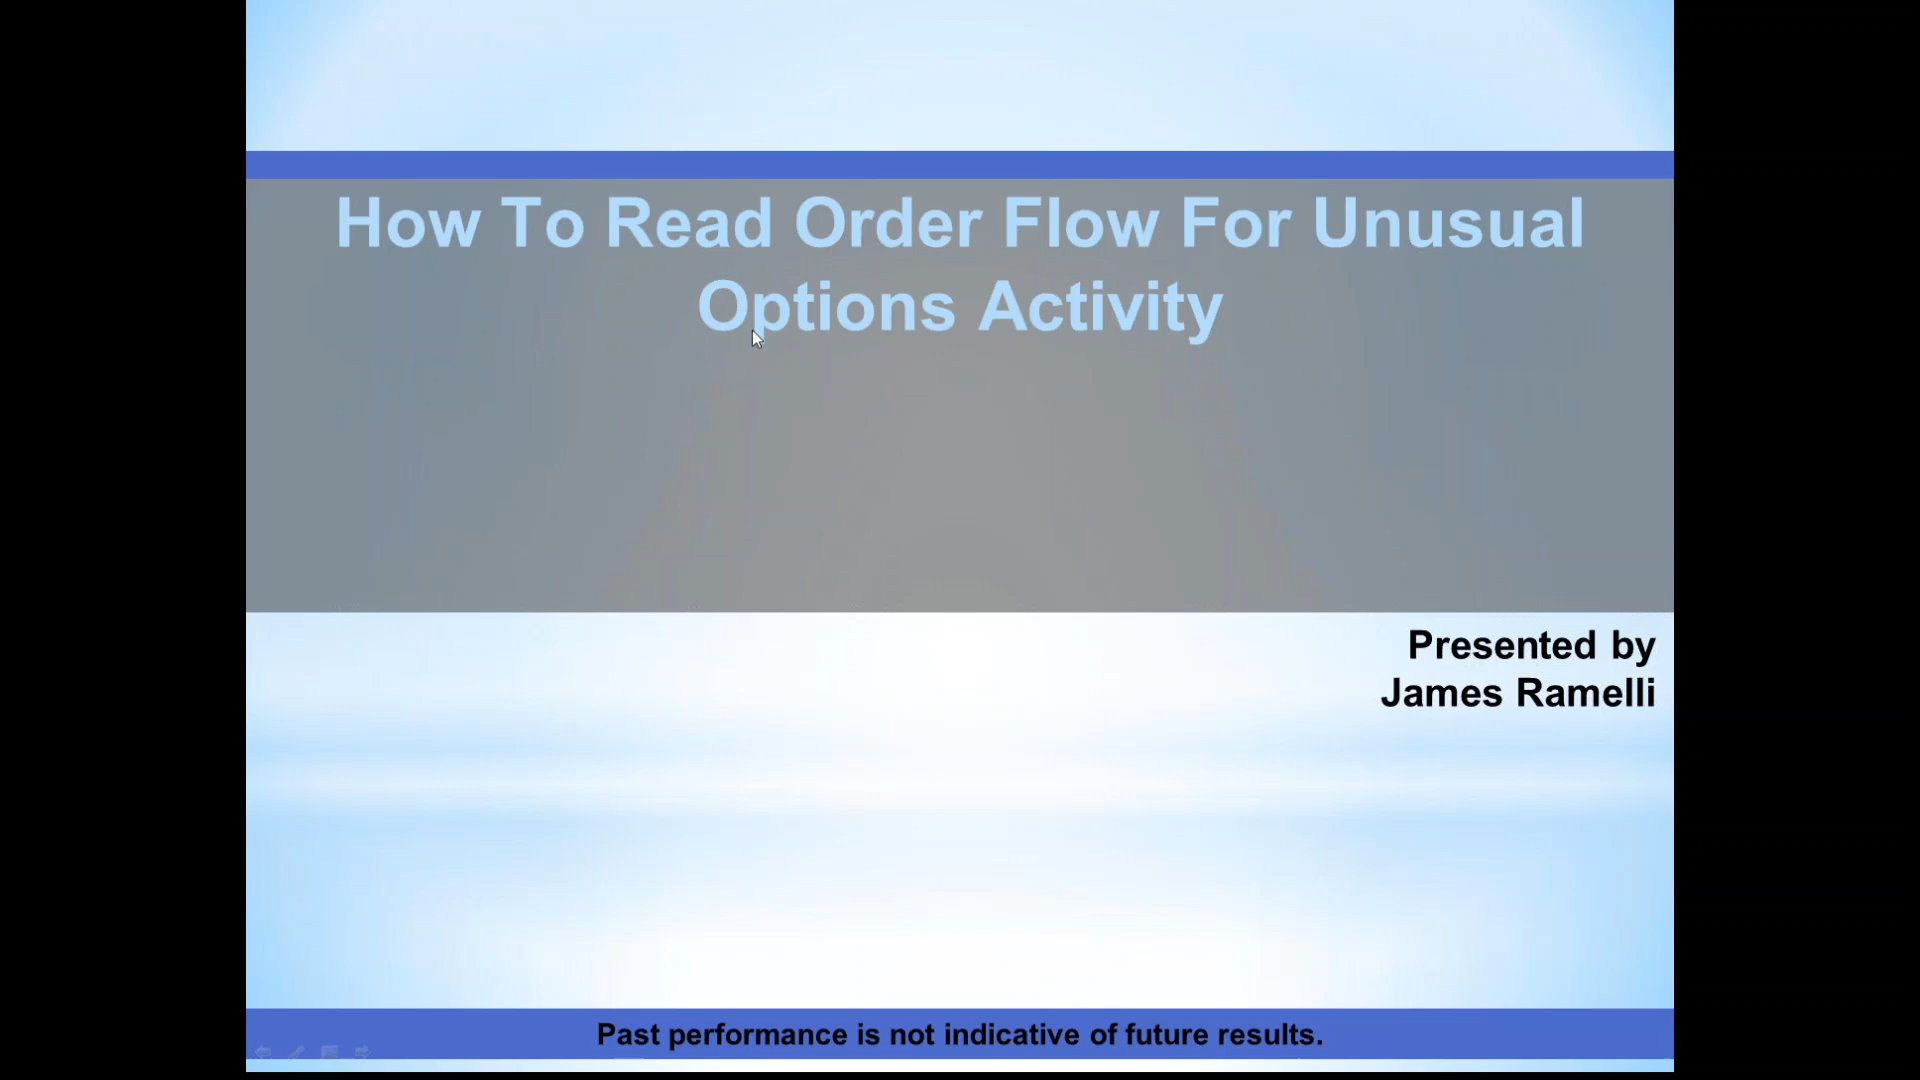 How To Read Order Flow For Unusual
Options Activity
Presented by
James Ramelli
Past performance is not indicative of future results.